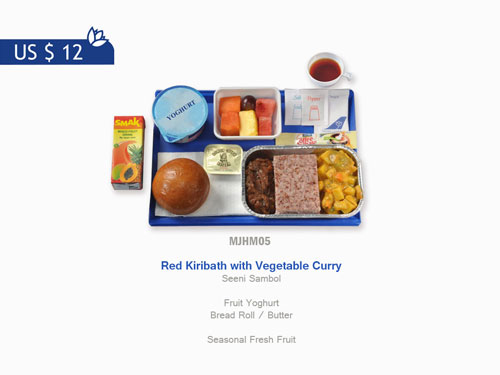 US $ 12
YOGHURT
SMAK
MJHM05
Red Kiribath with Vegetable Curry
Seeni Sambol
Fruit Yoghurt
Bread Roll / Butter
Seasonal Fresh Fruit